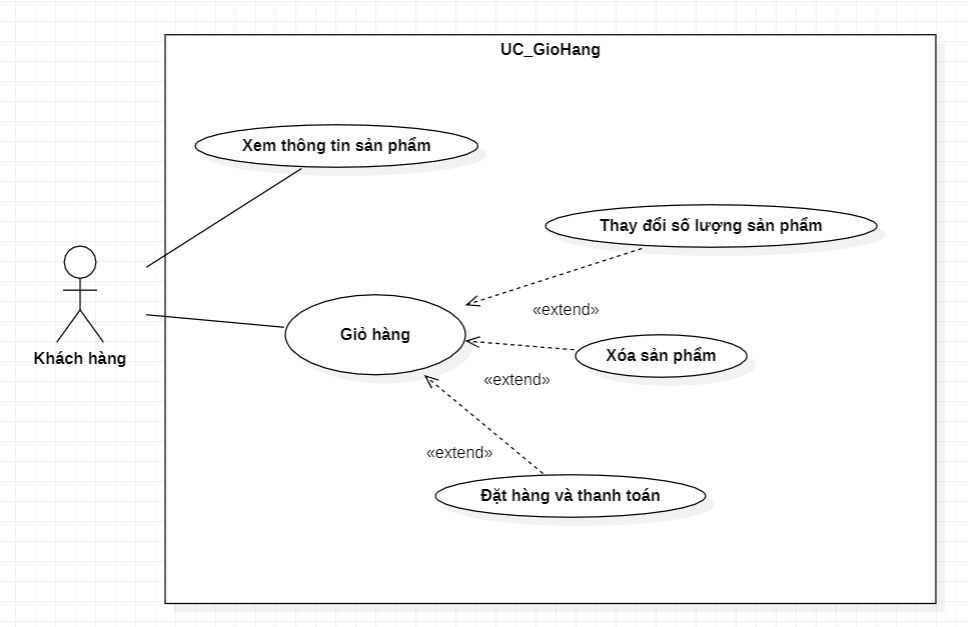 UC_GioHang
Xem thông tin sản phẩm
Thay đổi số lượng sản phẩm
«extend»
Khách hàng
Giỏ hàng
Xóa sản phẩm
«extend»
«extend»
Đặt hàng và thanh toán